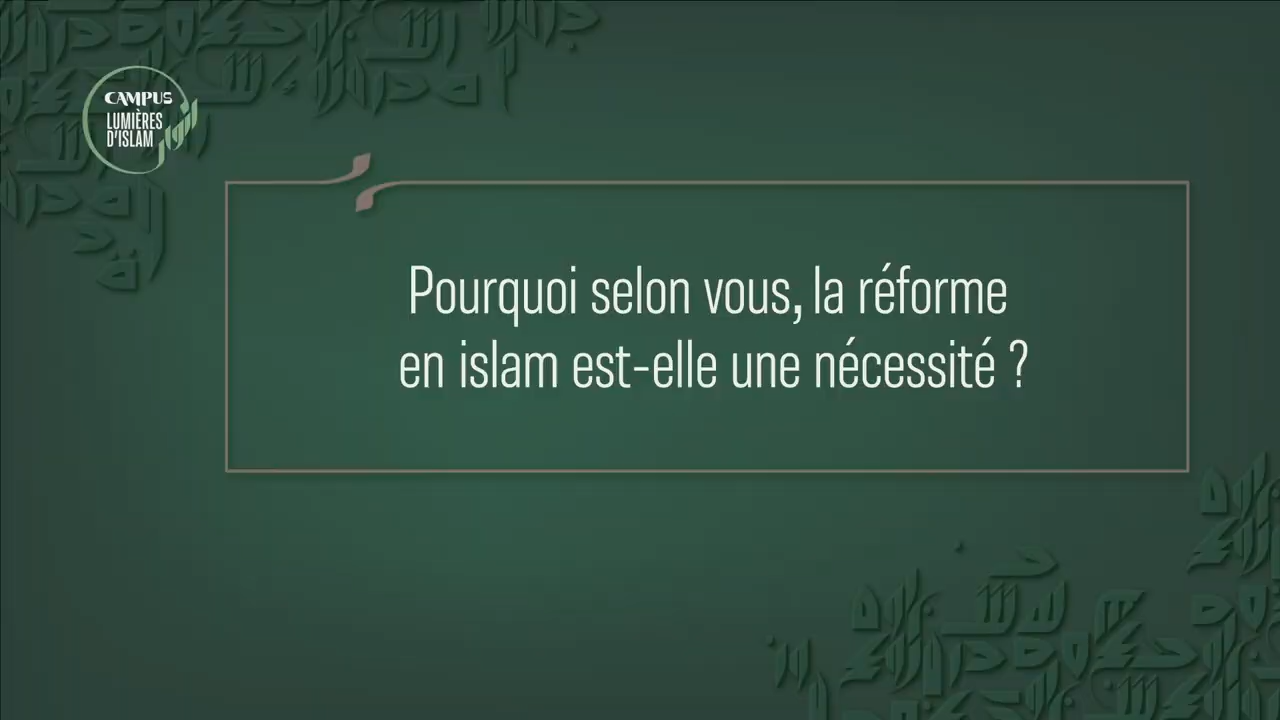 CAMPUS
LUMIÈRES
D'ISLAM
Pourquoi selon vous, la réforme
en islam est-elle une nécessité ?